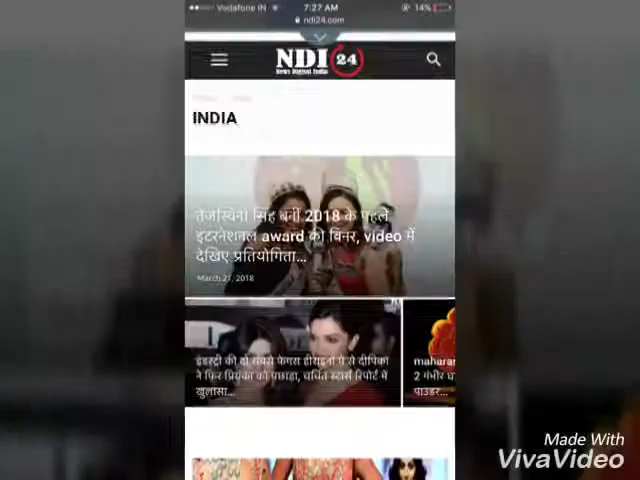 Vodafone IN
7:27 AM
14%
ndi24.com
NDI 24
News Digital India
INDIA
तेजस्विनी सिंह बनीं 2018 के पहले
इंटरनेशनल award की विनर, video में
देखिए प्रतियोगिता...
March 21, 2018
इंडस्ट्री की दो सबसे फेमस हीरोइनों में से दीपिका
ने फिर प्रियंका को पछाड़ा, चर्चित स्टार्स रिपोर्ट में
खुलासा...
maharas
2 गंभीर घ
पाउडर...
Made With
VivaVideo